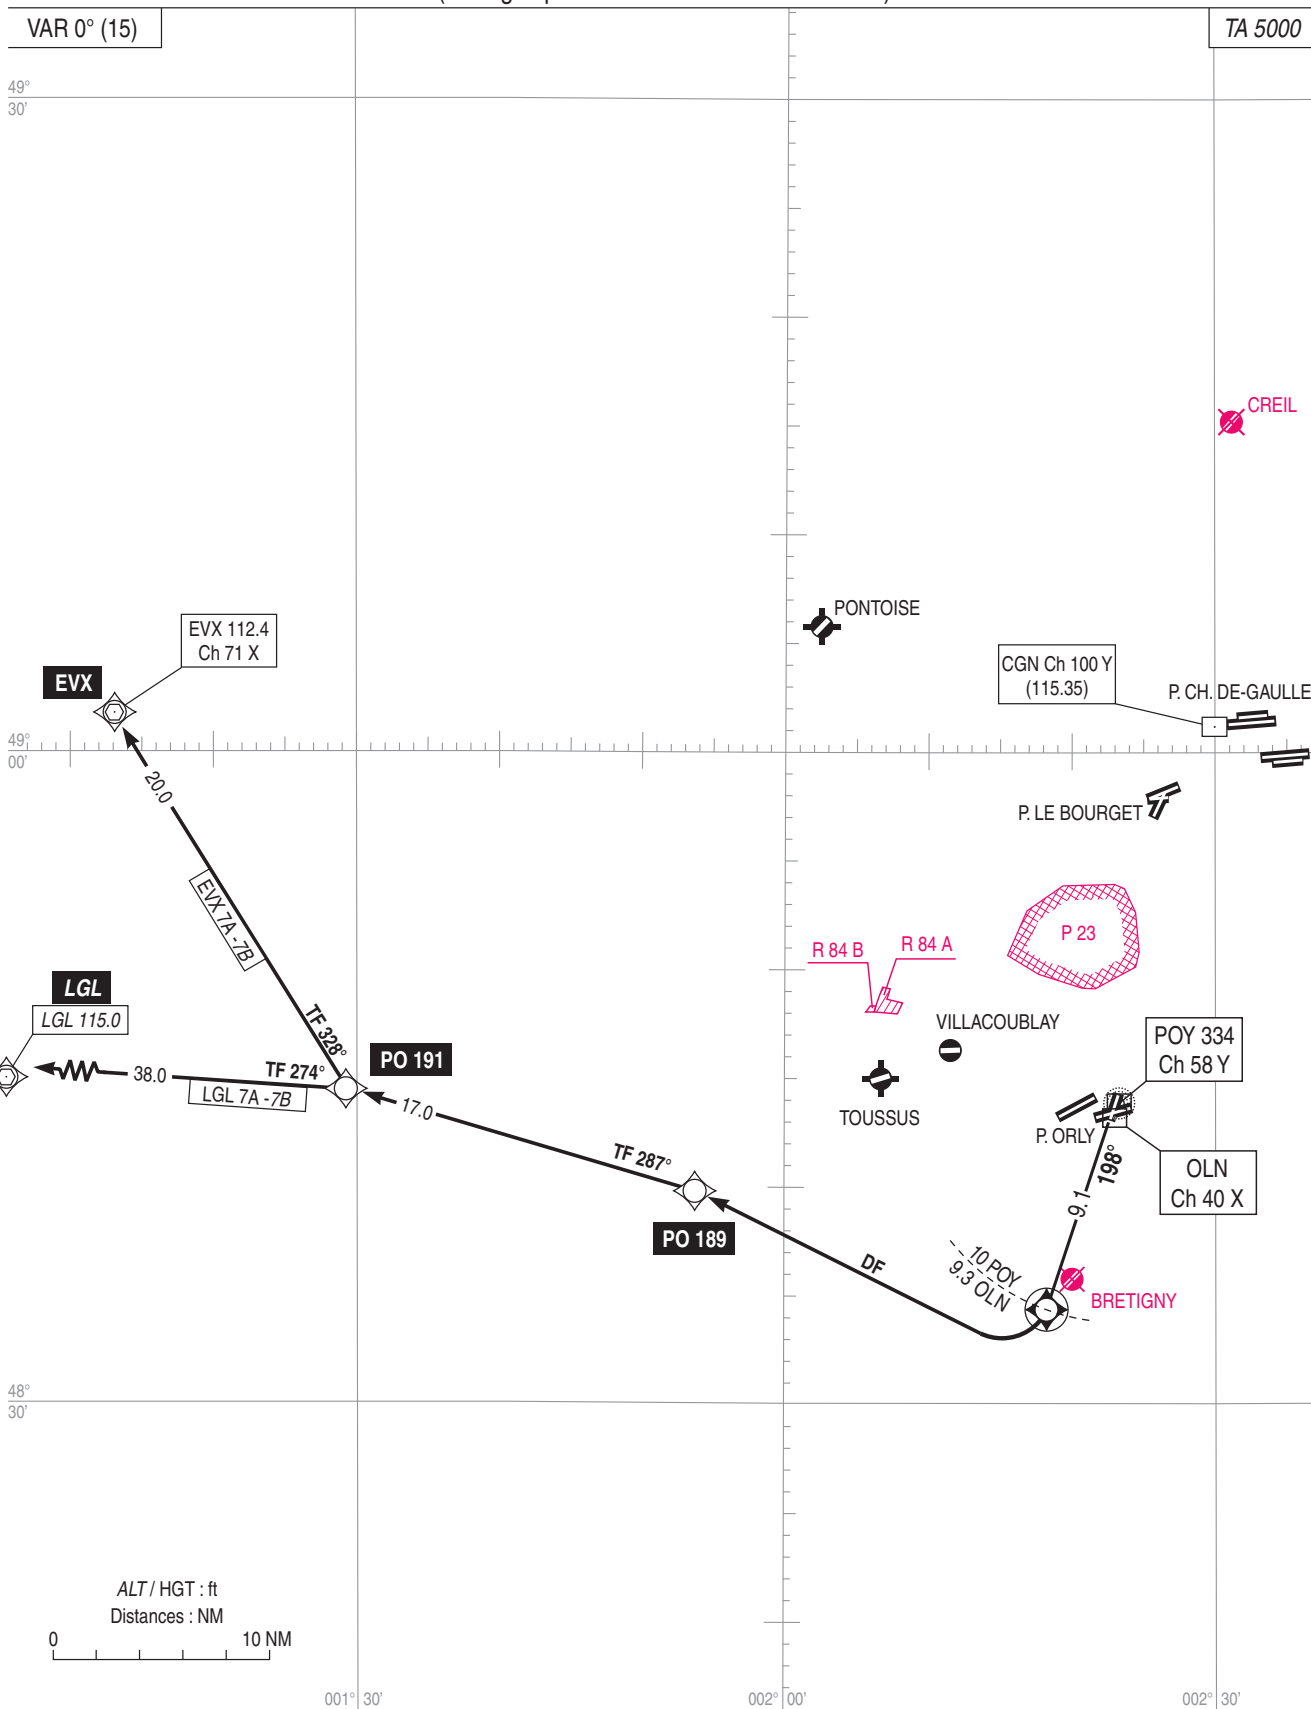 VAR 0° (15)
TA 5000
49°
30'
CREIL
PONTOISE
EVX 112.4
Ch 71 X
EVX
CGN Ch 100 Y
(115.35)
P. CH. DE-GAULLE
49°
00'
20.0
P. LE BOURGET
EVX 7A -7B
P 23
R 84 B
R 84 A
LGL
LGL 115.0
TF 328°
VILLACOUBLAY
POY 334
Ch 58 Y
PO 191
TF 274°
38.0
LGL 7A -7B
17.0
TOUSSUS
P. ORLY
198°
OLN
Ch 40 X
TF 287°
9.1
PO 189
DF
10 POY
9.3 OLN
BRETIGNY
48°
30'
ALT / HGT : ft
Distances : NM
0
10 NM
001° 30'
002° 00'
002° 30'